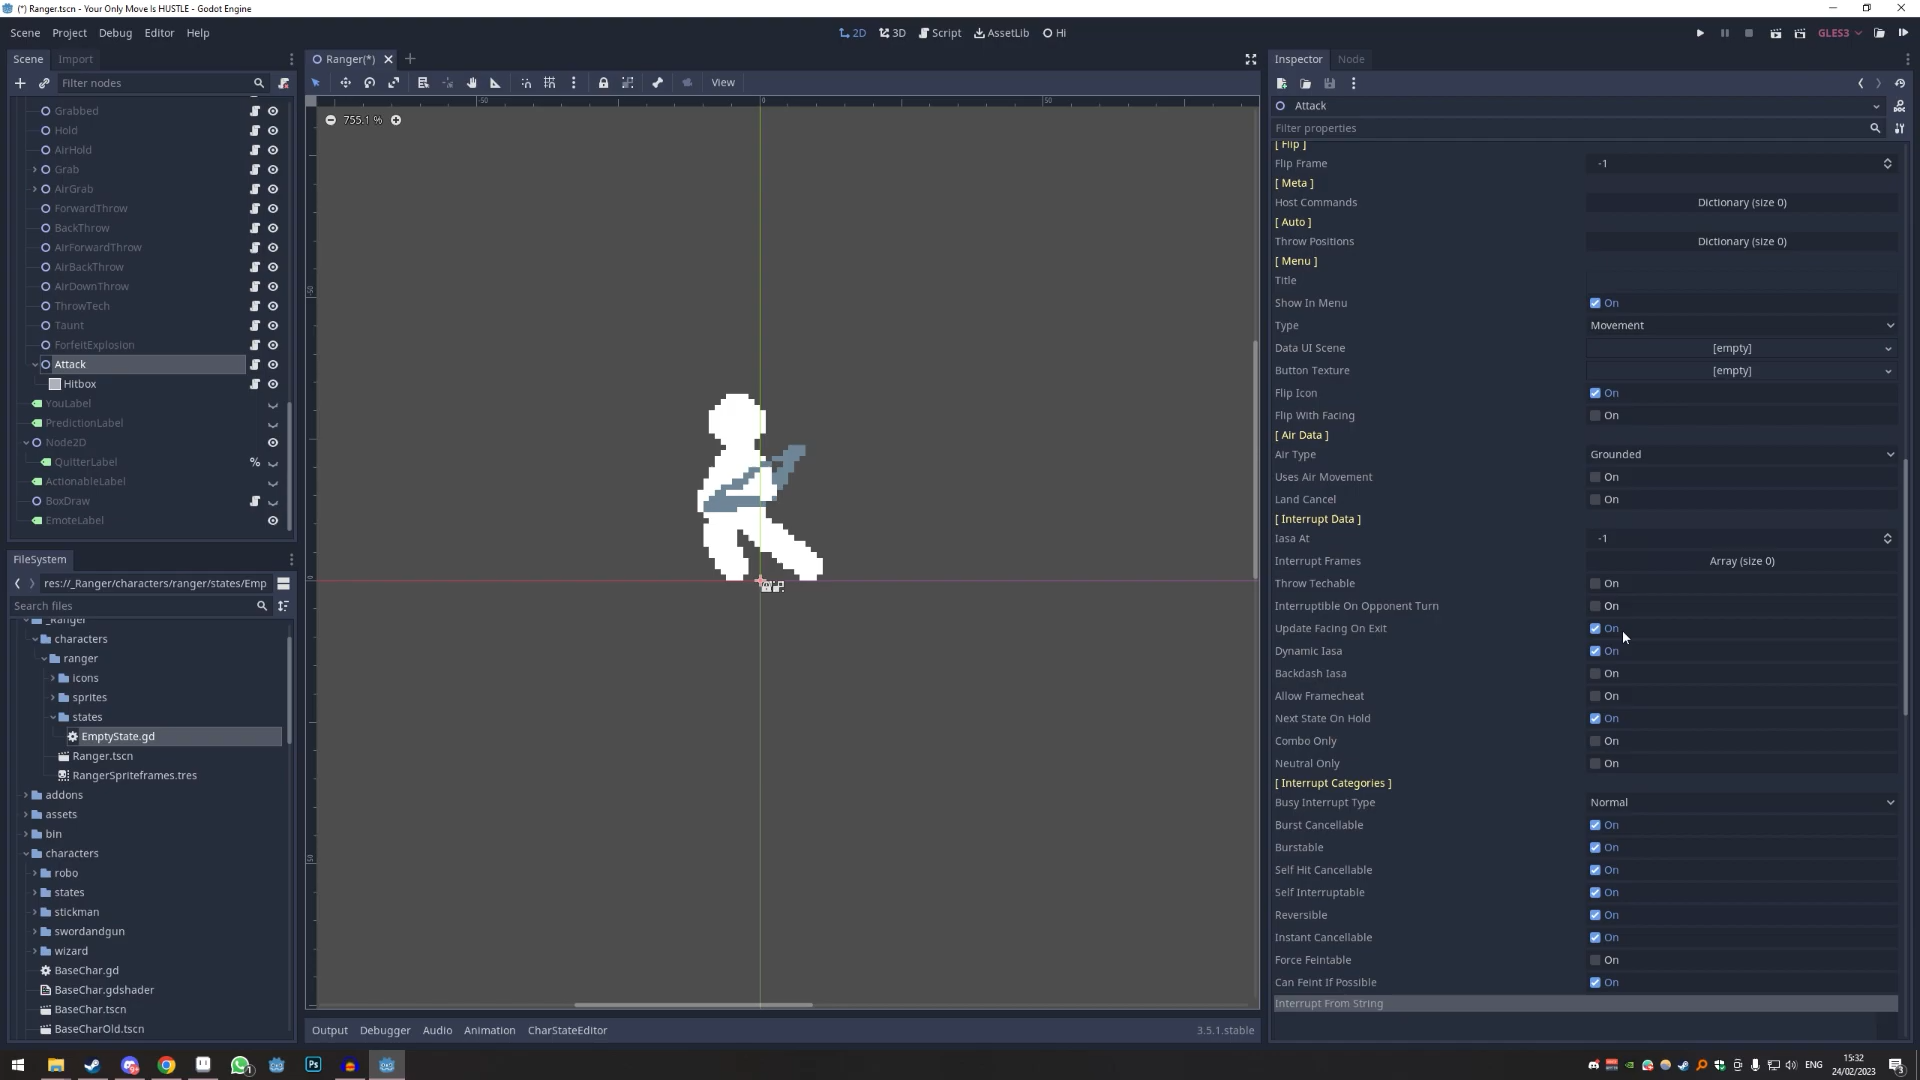 (*) Ranger.tscn - Your Only Move Is HUSTLE - Godot Engine
Scene Project Debug Editor Help
2D 3D Script AssetLib Hi
GLES3
Scene Import
Filter nodes
Grabbed
Hold
AirHold
Grab
AirGrab
ForwardThrow
BackThrow
AirForwardThrow
AirBackThrow
AirDownThrow
ThrowTech
Taunt
ForfeitExplosion
Attack
Hitbox
YouLabel
PredictionLabel
Node2D
QuitterLabel %
ActionableLabel
BoxDraw
EmoteLabel
FileSystem
res://_Ranger/characters/ranger/states/Emp
Search files
_Ranger
characters
ranger
icons
sprites
states
EmptyState.gd
Ranger.tscn
RangerSpriteframes.tres
addons
assets
bin
characters
robo
states
stickman
swordandgun
wizard
BaseChar.gd
BaseChar.gdshader
BaseChar.tscn
BaseCharOld.tscn
Ranger(*)
View
-50 0 50
755.1 %
Output Debugger Audio Animation CharStateEditor 3.5.1.stable
Inspector Node
Attack
Filter properties
[ Flip ]
Flip Frame -1
[ Meta ]
Host Commands Dictionary (size 0)
[ Auto ]
Throw Positions Dictionary (size 0)
[ Menu ]
Title
Show In Menu On
Type Movement
Data UI Scene [empty]
Button Texture [empty]
Flip Icon On
Flip With Facing On
[ Air Data ]
Air Type Grounded
Uses Air Movement On
Land Cancel On
[ Interrupt Data ]
Iasa At -1
Interrupt Frames Array (size 0)
Throw Techable On
Interruptible On Opponent Turn On
Update Facing On Exit On
Dynamic Iasa On
Backdash Iasa On
Allow Framecheat On
Next State On Hold On
Combo Only On
Neutral Only On
[ Interrupt Categories ]
Busy Interrupt Type Normal
Burst Cancellable On
Burstable On
Self Hit Cancellable On
Self Interruptable On
Reversible On
Instant Cancellable On
Force Feintable On
Can Feint If Possible On
Interrupt From String
ENG
15:32
24/02/2023